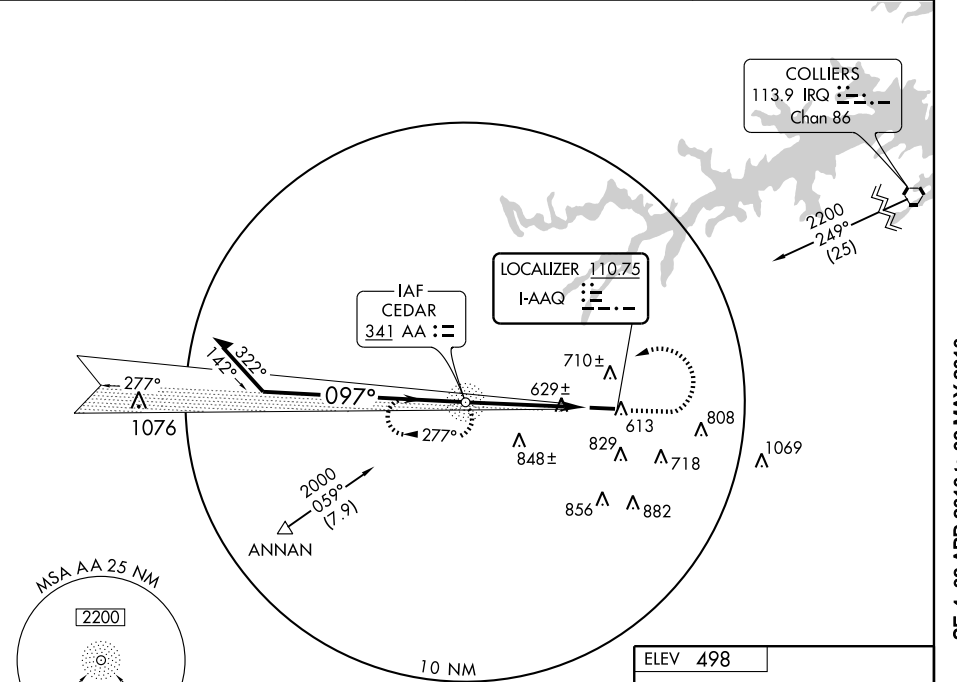 COLLIERS
113.9 IRQ
Chan 86
2200
249°
(25)
LOCALIZER 110.75
I-AAQ
IAF
CEDAR
341 AA
710±
629±
322°
142°
277°
097°
1076
277°
613
808
848±
829
718
1069
856
882
2000
059°
(7.9)
ANNAN
MSA AA 25 NM
2200
10 NM
ELEV 498